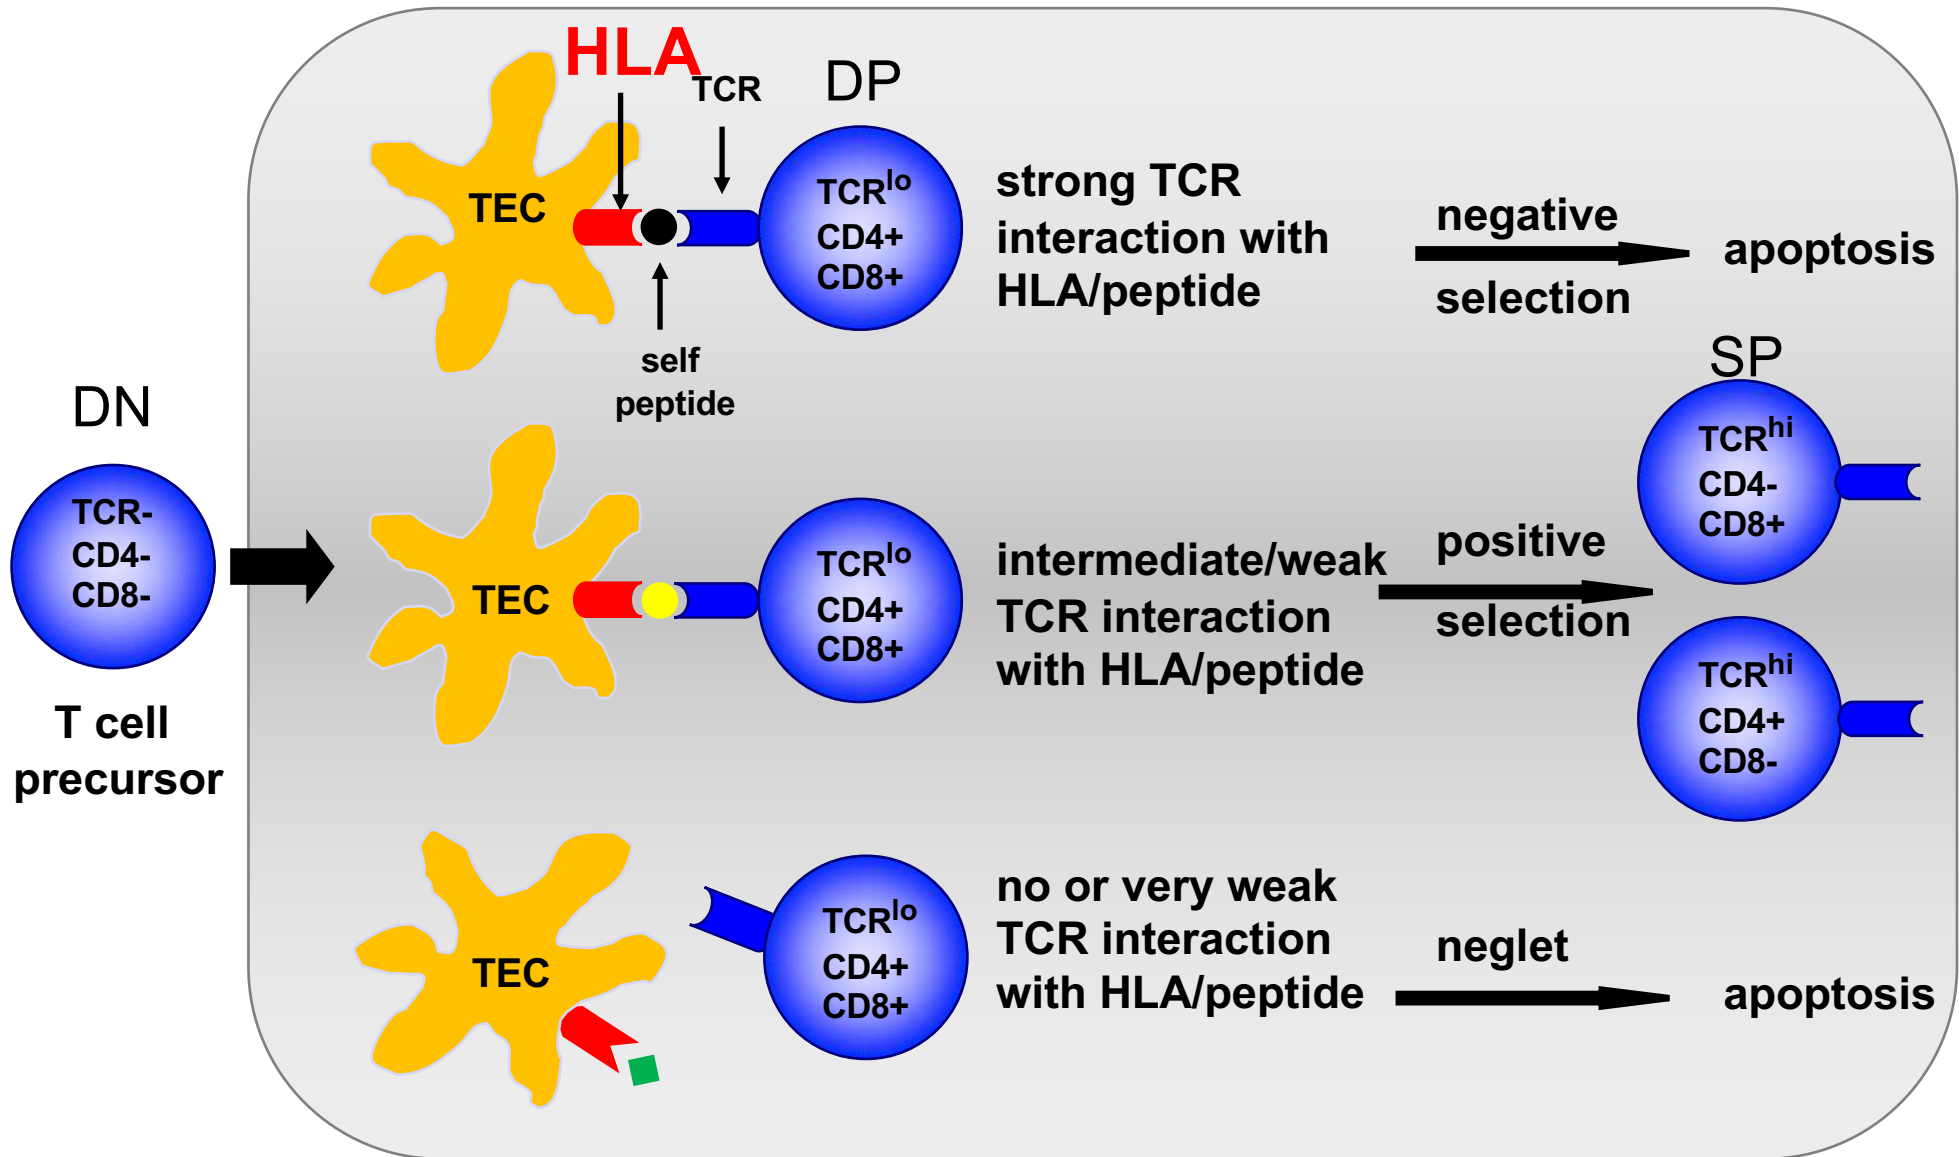 DN
TCR-
CD4-
CD8-
T cell
precursor
HLA
TCR
DP
TEC
TCRlo
CD4+
CD8+
self
peptide
strong TCR
interaction with
HLA/peptide
negative
selection
apoptosis
TEC
TCRlo
CD4+
CD8+
intermediate/weak
TCR interaction
with HLA/peptide
positive
selection
SP
TCRhi
CD4-
CD8+
TCRhi
CD4+
CD8-
TEC
TCRlo
CD4+
CD8+
no or very weak
TCR interaction
with HLA/peptide
neglet
apoptosis